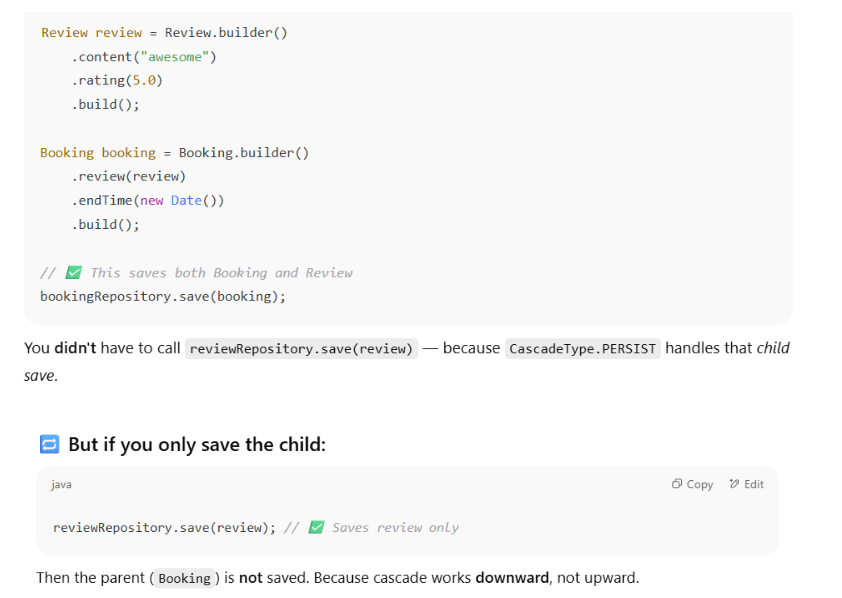 Review review = Review.builder()
.content("awesome")
.rating(5.0)
.build();
Booking booking = Booking.builder()
.review(review)
.endTime(new Date())
.build();
// ✅ This saves both Booking and Review
bookingRepository.save(booking);
You didn't have to call reviewRepository.save(review) — because CascadeType.PERSIST handles that child
save.
🔁 But if you only save the child:
java Copy Edit
reviewRepository.save(review); // ✅ Saves review only
Then the parent (Booking) is not saved. Because cascade works downward, not upward.